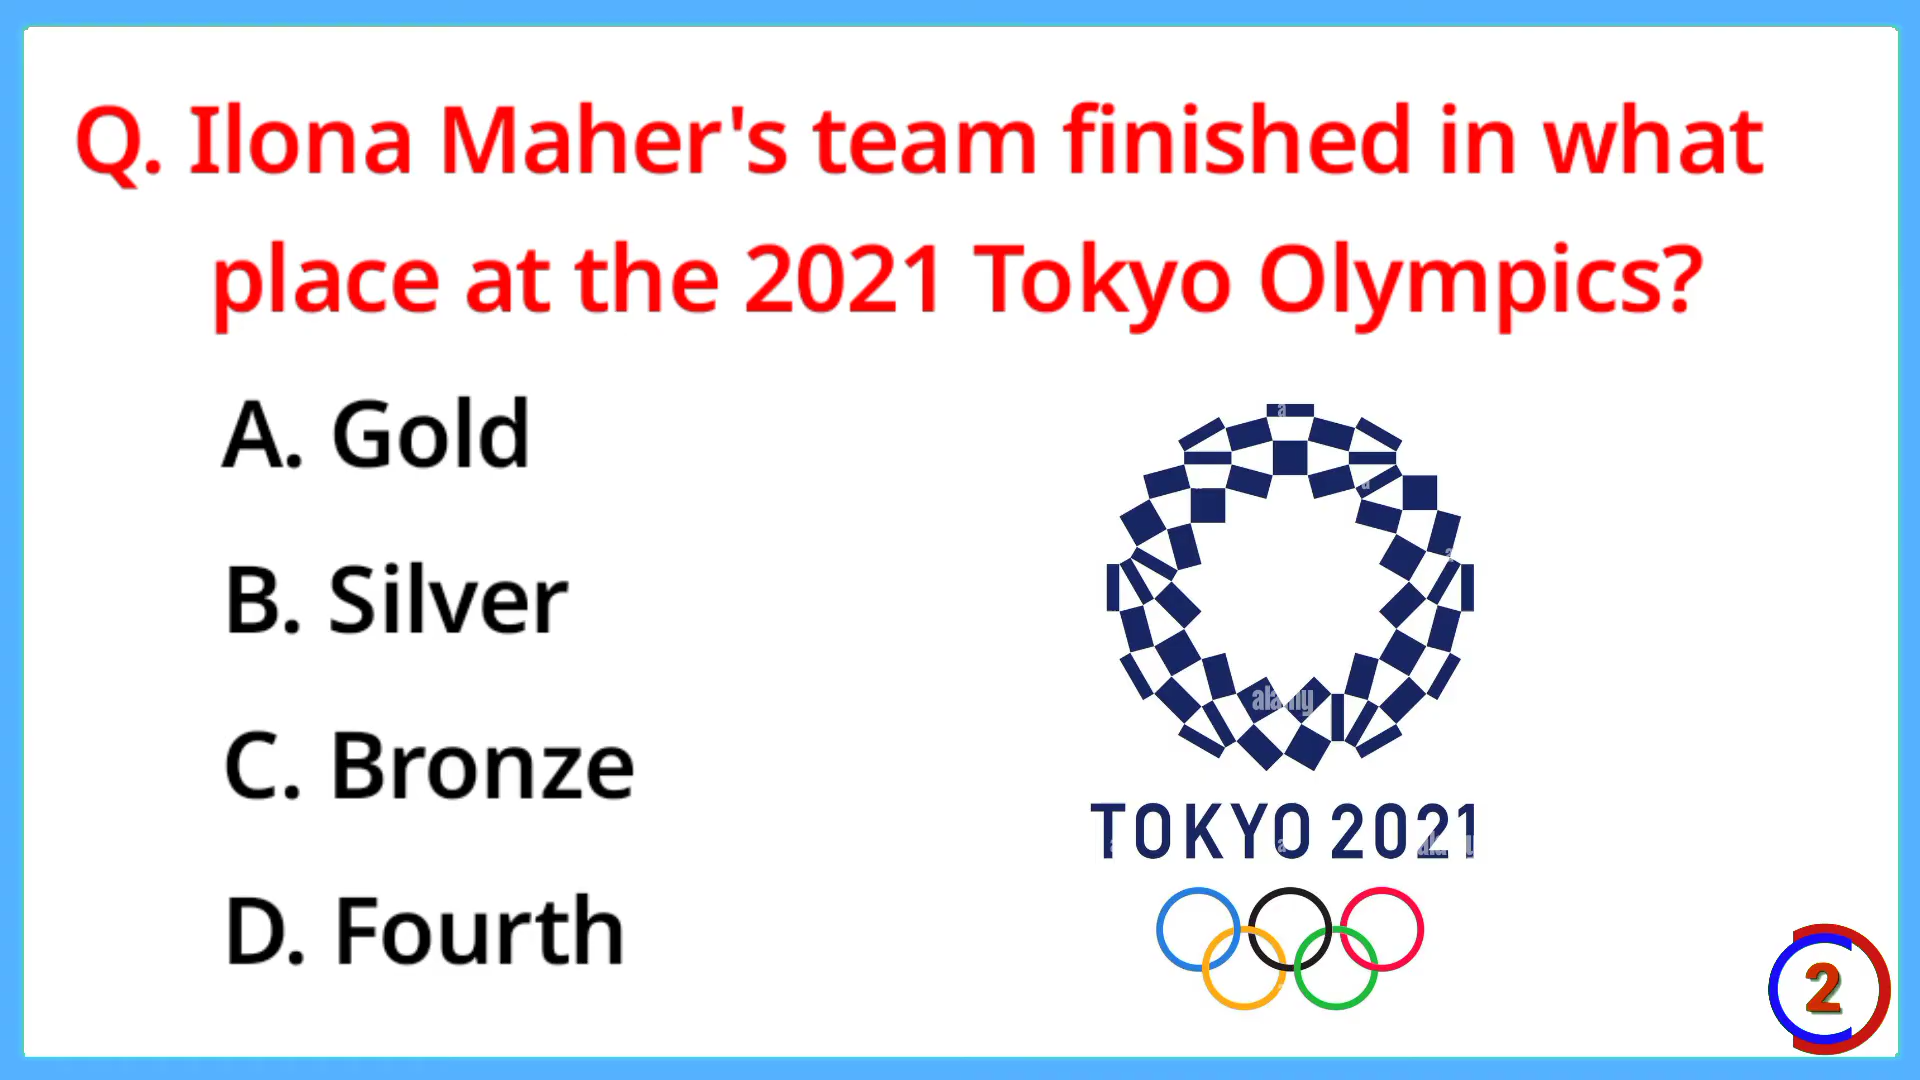 Q. Ilona Maher's team finished in what
place at the 2021 Tokyo Olympics?
A. Gold
B. Silver
C. Bronze
D. Fourth
alamy
TOKYO 2021
2